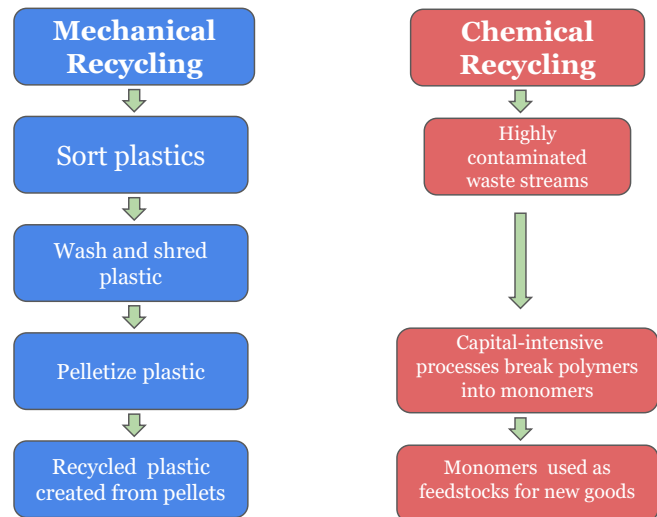 Mechanical
Recycling
Sort plastics
Wash and shred
plastic
Pelletize plastic
Recycled plastic
created from pellets
Chemical
Recycling
Highly
contaminated
waste streams
Capital-intensive
processes break polymers
into monomers
Monomers used as
feedstocks for new goods